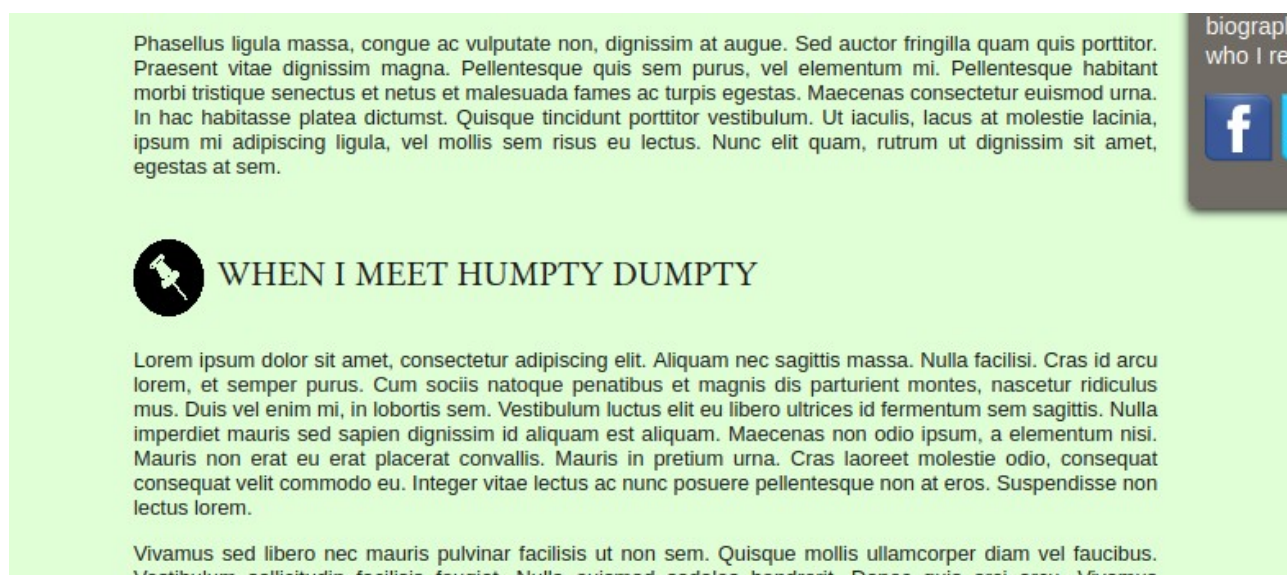 Phasellus ligula massa, congue ac vulputate non, dignissim at augue. Sed auctor fringilla quam quis porttitor.
Praesent vitae dignissim magna. Pellentesque quis sem purus, vel elementum mi. Pellentesque habitant
morbi tristique senectus et netus et malesuada fames ac turpis egestas. Maecenas consectetur euismod urna.
In hac habitasse platea dictumst. Quisque tincidunt porttitor vestibulum. Ut iaculis, lacus at molestie lacinia,
ipsum mi adipiscing ligula, vel mollis sem risus eu lectus. Nunc elit quam, rutrum ut dignissim sit amet,
egestas at sem.
WHEN I MEET HUMPTY DUMPTY
Lorem ipsum dolor sit amet, consectetur adipiscing elit. Aliquam nec sagittis massa. Nulla facilisi. Cras id arcu
lorem, et semper purus. Cum sociis natoque penatibus et magnis dis parturient montes, nascetur ridiculus
mus. Duis vel enim mi, in lobortis sem. Vestibulum luctus elit eu libero ultrices id fermentum sem sagittis. Nulla
imperdiet mauris sed sapien dignissim id aliquam est aliquam. Maecenas non odio ipsum, a elementum nisi.
Mauris non erat eu erat placerat convallis. Mauris in pretium urna. Cras laoreet molestie odio, consequat
consequat velit commodo eu. Integer vitae lectus ac nunc posuere pellentesque non at eros. Suspendisse non
lectus lorem.
Vivamus sed libero nec mauris pulvinar facilisis ut non sem. Quisque mollis ullamcorper diam vel faucibus.
who I
f